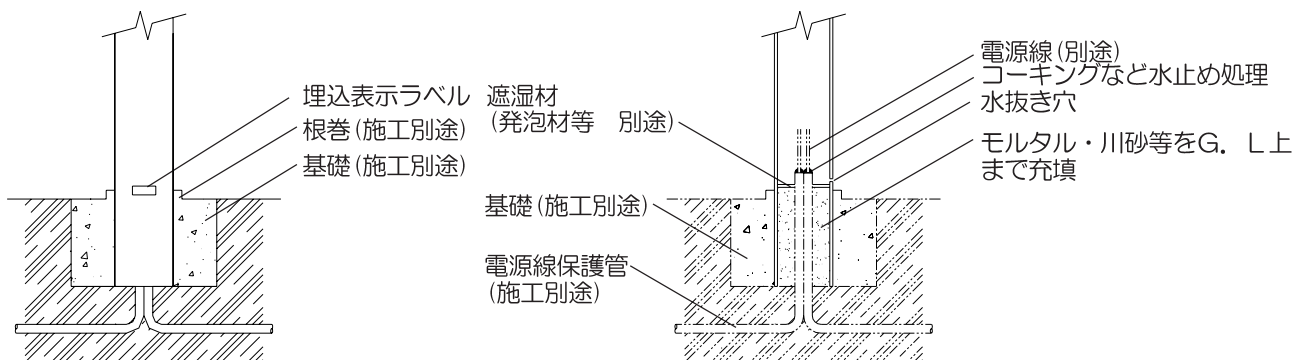 埋込表示ラベル
根巻(施工別途)
基礎(施工別途)
遮湿材
(発泡材等　別途)
基礎(施工別途)
電源線保護管
(施工別途)
電源線(別途)
コーキングなど水止め処理
水抜き穴
モルタル・川砂等をG．L上
まで充填